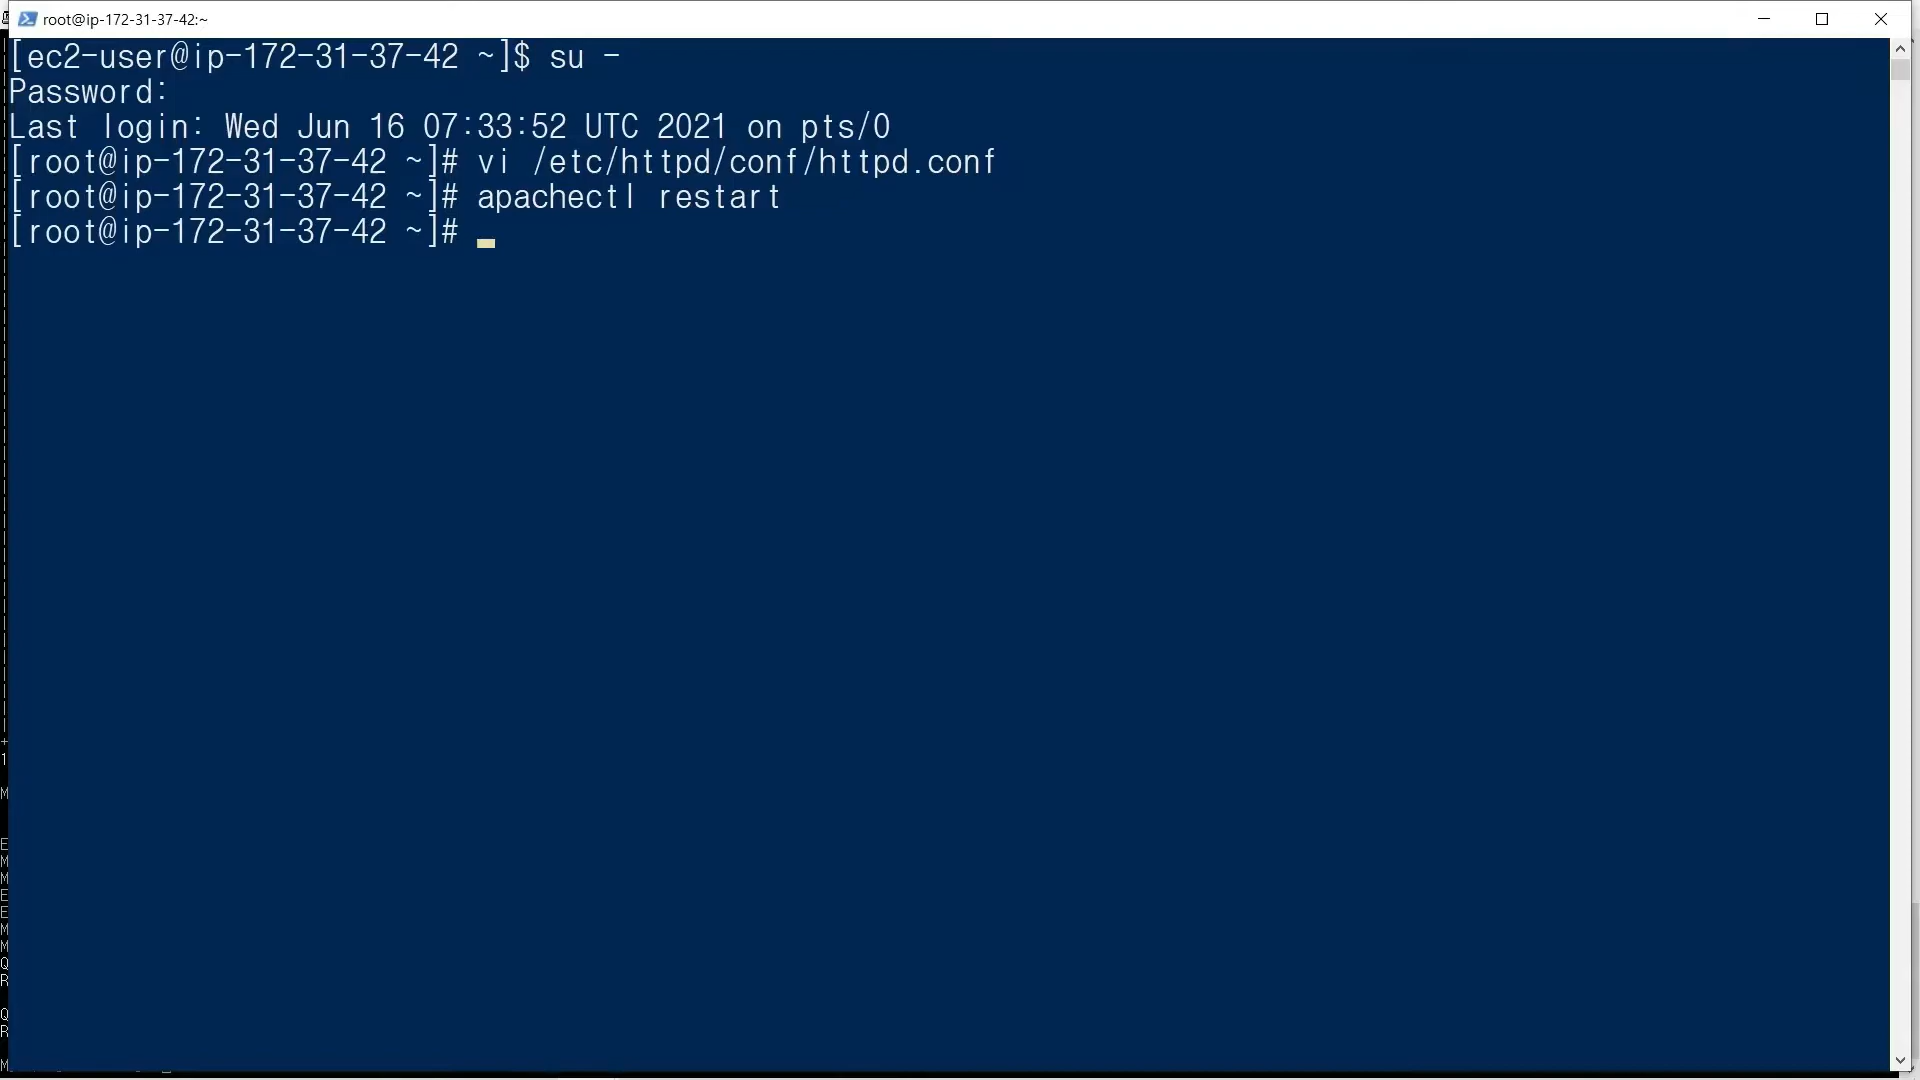 root@ip-172-31-37-42:~
[ec2-user@ip-172-31-37-42 ~]$ su -
Password:
Last login: Wed Jun 16 07:33:52 UTC 2021 on pts/0
[root@ip-172-31-37-42 ~]# vi /etc/httpd/conf/httpd.conf
[root@ip-172-31-37-42 ~]# apachectl restart
[root@ip-172-31-37-42 ~]#